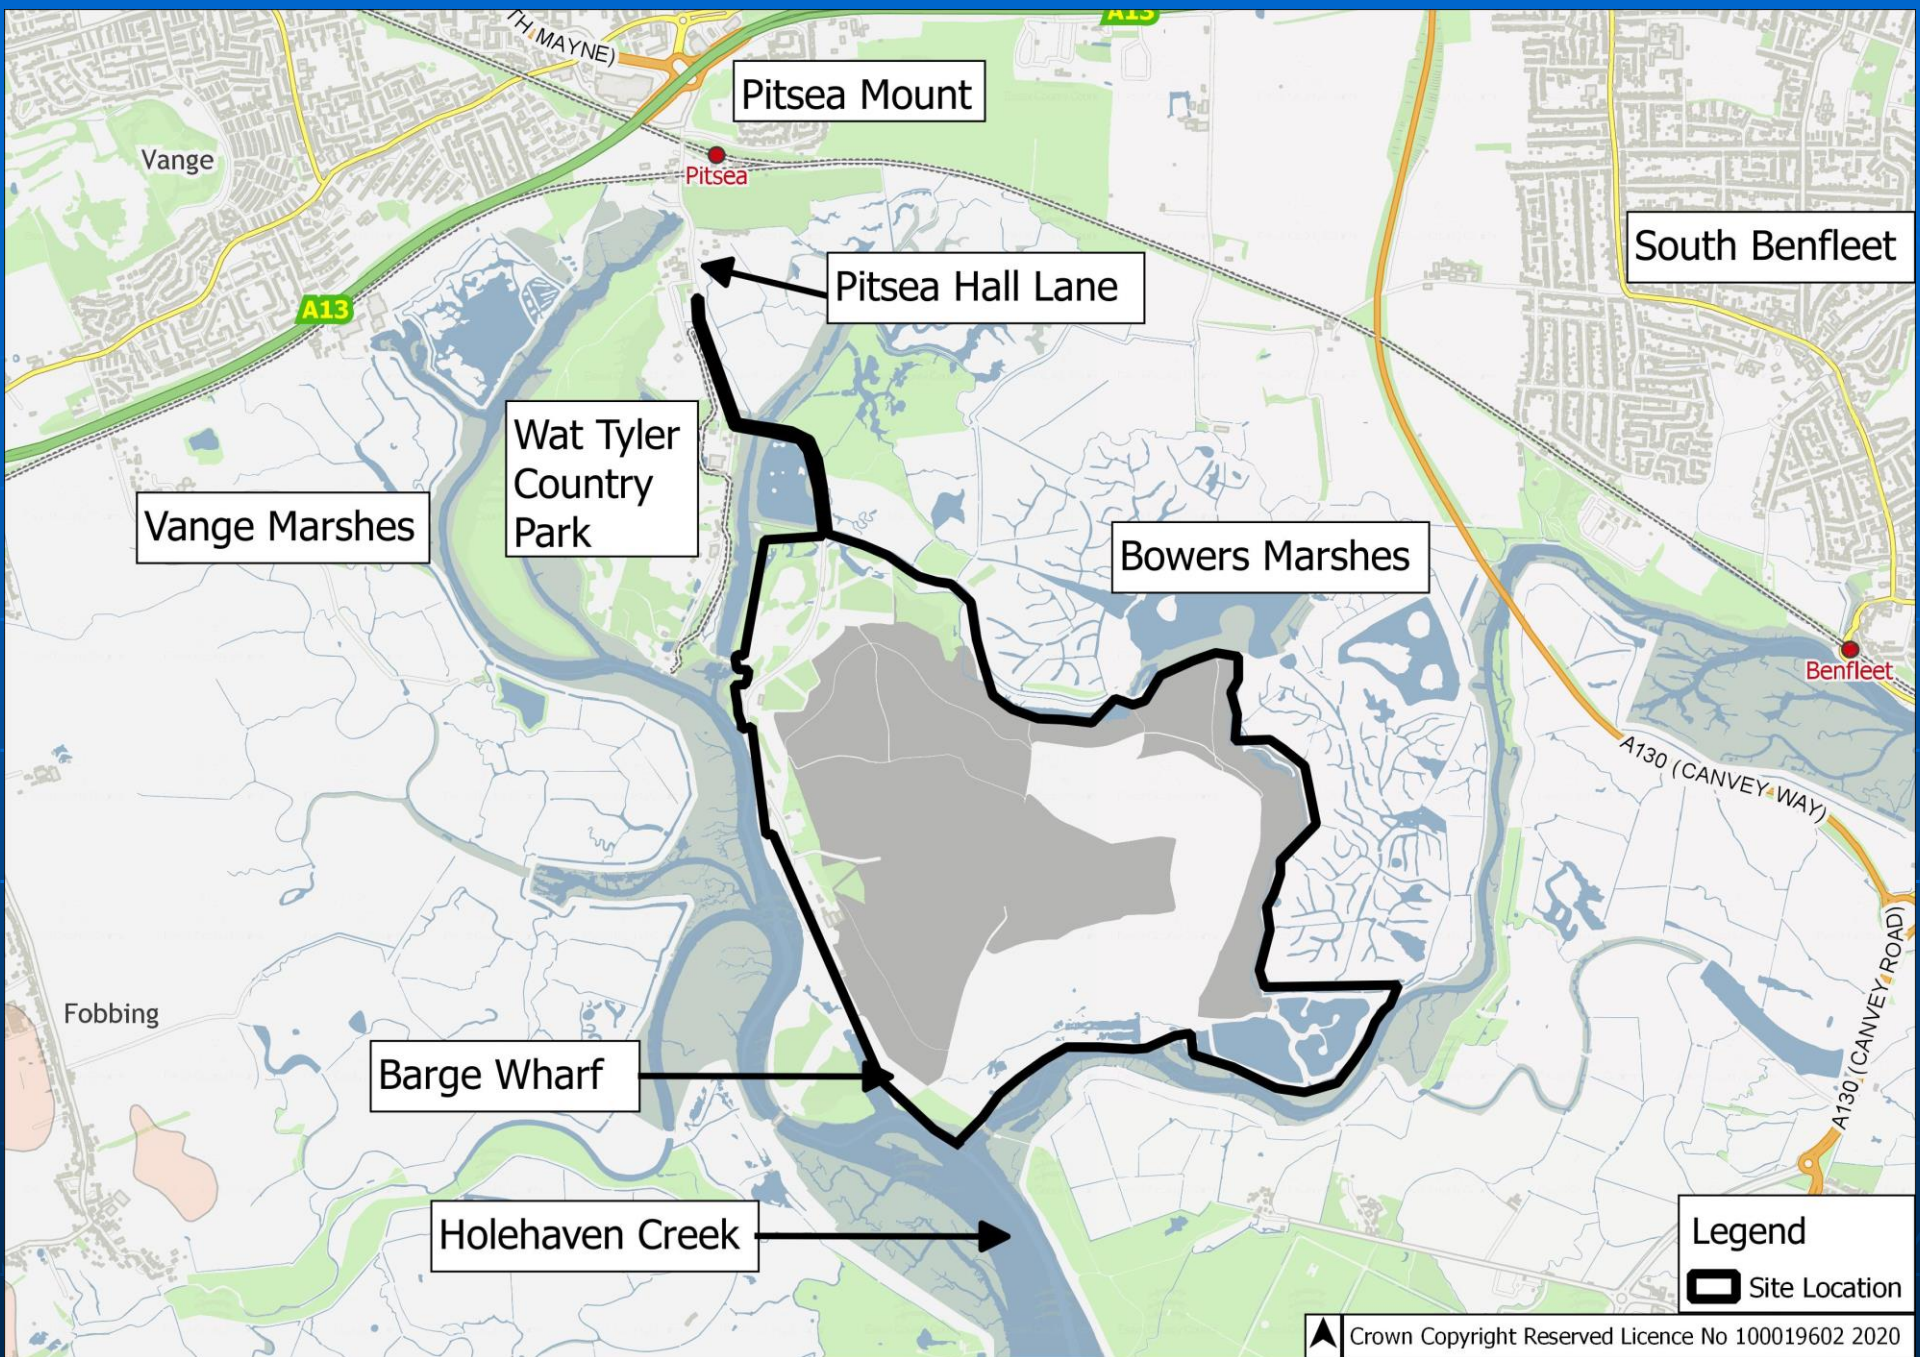 TH MAYNE)
A13
Pitsea Mount
Vange
Pitsea
South Benfleet
Pitsea Hall Lane
A13
Wat Tyler
Country
Park
Vange Marshes
Bowers Marshes
Benfleet
A130 (CANVEY WAY)
A130 (CANVEY ROAD)
Fobbing
Barge Wharf
Holehaven Creek
Legend
Site Location
Crown Copyright Reserved Licence No 100019602 2020